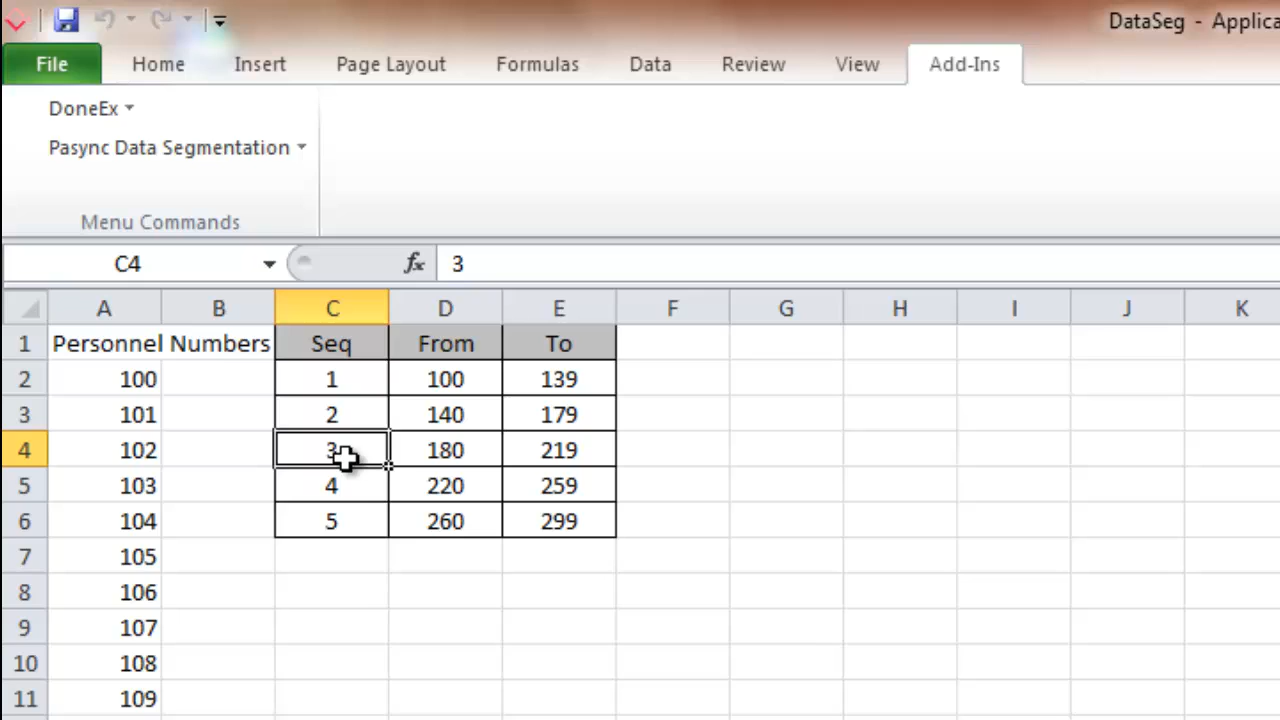 DataSeg - Applica
File Home Insert Page Layout Formulas Data Review View Add-Ins
DoneEx
Pasync Data Segmentation
Menu Commands
C4 fx 3
A B C D E F G H I J K
1 Personnel Numbers Seq From To
2 100 1 100 139
3 101 2 140 179
4 102 3 180 219
5 103 4 220 259
6 104 5 260 299
7 105
8 106
9 107
10 108
11 109